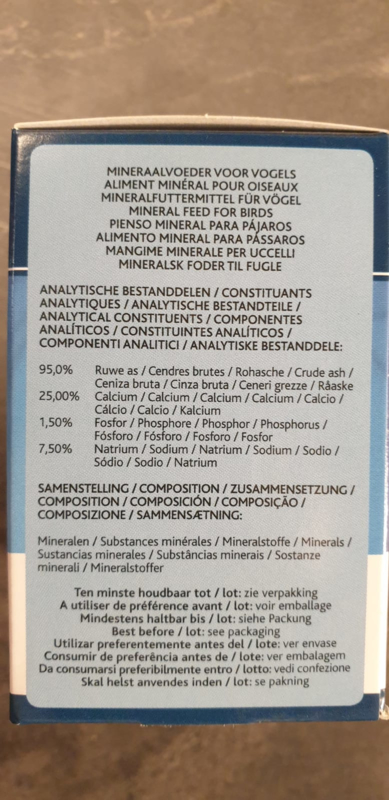 MINERAALVOEDER VOOR VOGELS
ALIMENT MINÉRAL POUR OISEAUX
MINERALFUTTERMITTEL FÜR VÖGEL
MINERAL FEED FOR BIRDS
PIENSO MINERAL PARA PÁJAROS
ALIMENTO MINERAL PARA PÁSSAROS
MANGIME MINERALE PER UCCELLI
MINERALSK FODER TIL FUGLE
ANALYTISCHE BESTANDDELEN / CONSTITUANTS
ANALYTIQUES / ANALYTISCHE BESTANDTEILE /
ANALYTICAL CONSTITUENTS / COMPONENTES
ANALÍTICOS / CONSTITUINTES ANALÍTICOS /
COMPONENTI ANALITICI / ANALYTISKE BESTANDDELE:
95,0% Ruwe as / Cendres brutes / Rohasche / Crude ash /
Ceniza bruta / Cinza bruta / Ceneri grezze / Råaske
25,00% Calcium / Calcium / Calcium / Calcium / Calcio /
Cálcio / Calcio / Kalcium
1,50% Fosfor / Phosphore / Phosphor / Phosphorus /
Fósforo / Fósforo / Fosforo / Fosfor
7,50% Natrium / Sodium / Natrium / Sodium / Sodio /
Sódio / Sodio / Natrium
SAMENSTELLING / COMPOSITION / ZUSAMMENSETZUNG /
COMPOSITION / COMPOSICIÓN / COMPOSIÇÃO /
COMPOSIZIONE / SAMMENSÆTNING:
Mineralen / Substances minérales / Mineralstoffe / Minerals /
Sustancias minerales / Substâncias minerais / Sostanze
minerali / Mineralstoffer
Ten minste houdbaar tot / lot: zie verpakking
A utiliser de préférence avant / lot: voir emballage
Mindestens haltbar bis / lot: siehe Packung
Best before / lot: see packaging
Utilizar preferentemente antes del / lote: ver envase
Consumir de preferência antes de / lote: ver embalagem
Da consumarsi preferibilmente entro / lotto: vedi confezione
Skal helst anvendes inden / lot: se pakning